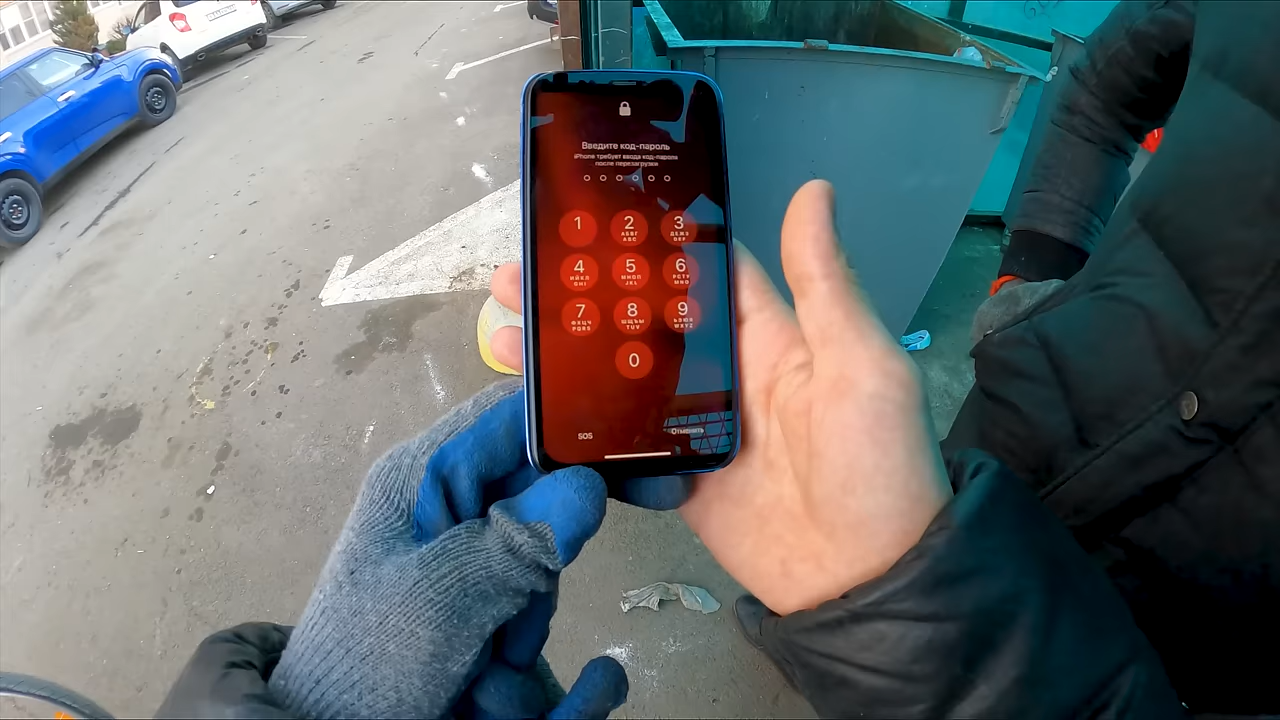 Введите код-пароль
iPhone требует ввода код-пароля
после перезагрузки
1
2
АБВГ
ABC
3
ДЕЖЗ
DEF
4
ИЙКЛ
GHI
5
МНОП
JKL
6
РСТУ
MNO
7
ФХЦЧ
PQRS
8
ШЩЪЫ
TUV
9
ЬЭЮЯ
WXYZ
0
SOS
Отменить